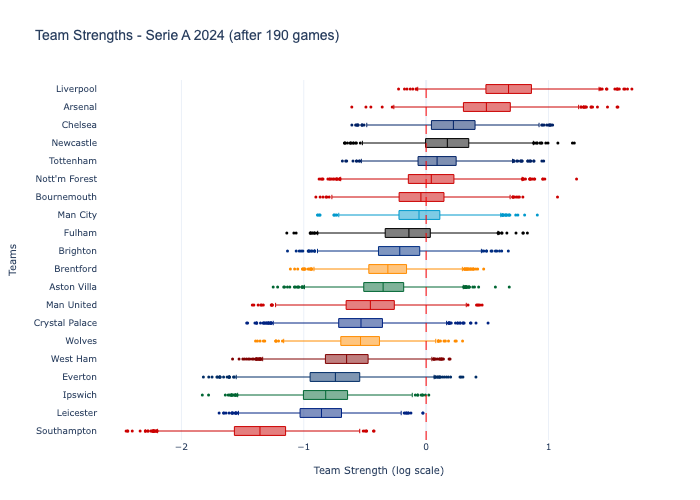 Team Strengths - Serie A 2024 (after 190 games)
Liverpool
Arsenal
Chelsea
Newcastle
Tottenham
Nott'm Forest
Bournemouth
Man City
Fulham
Brighton
Brentford
Aston Villa
Man United
Crystal Palace
Wolves
West Ham
Everton
Ipswich
Leicester
Southampton
Teams
−2 −1 0 1
Team Strength (log scale)